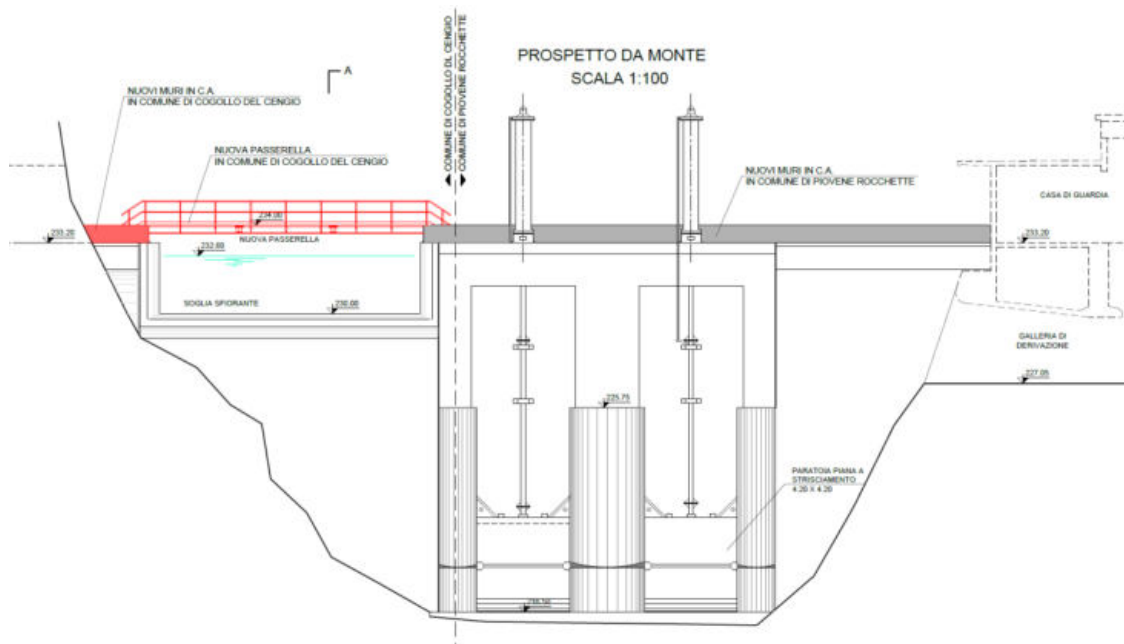 PROSPETTO DA MONTE
SCALA 1:100
A
NUOVI MURI IN C.A.
IN COMUNE DI COGOLLO DEL CENGIO
NUOVA PASSERELLA
IN COMUNE DI COGOLLO DEL CENGIO
COMUNE DI COGOLLO DL CENGIO
COMUNE DI PIOVENE ROCCHETTE
NUOVI MURI IN C.A.
IN COMUNE DI PIOVENE ROCCHETTE
CASA DI GUARDIA
234.00
233.20
NUOVA PASSERELLA
233.20
232.80
SOGLIA SFIORANTE
230.00
GALLERIA DI
DERIVAZIONE
227.05
225.75
PARATOIA PIANA A
STRISCIAMENTO
4.20 X 4.20